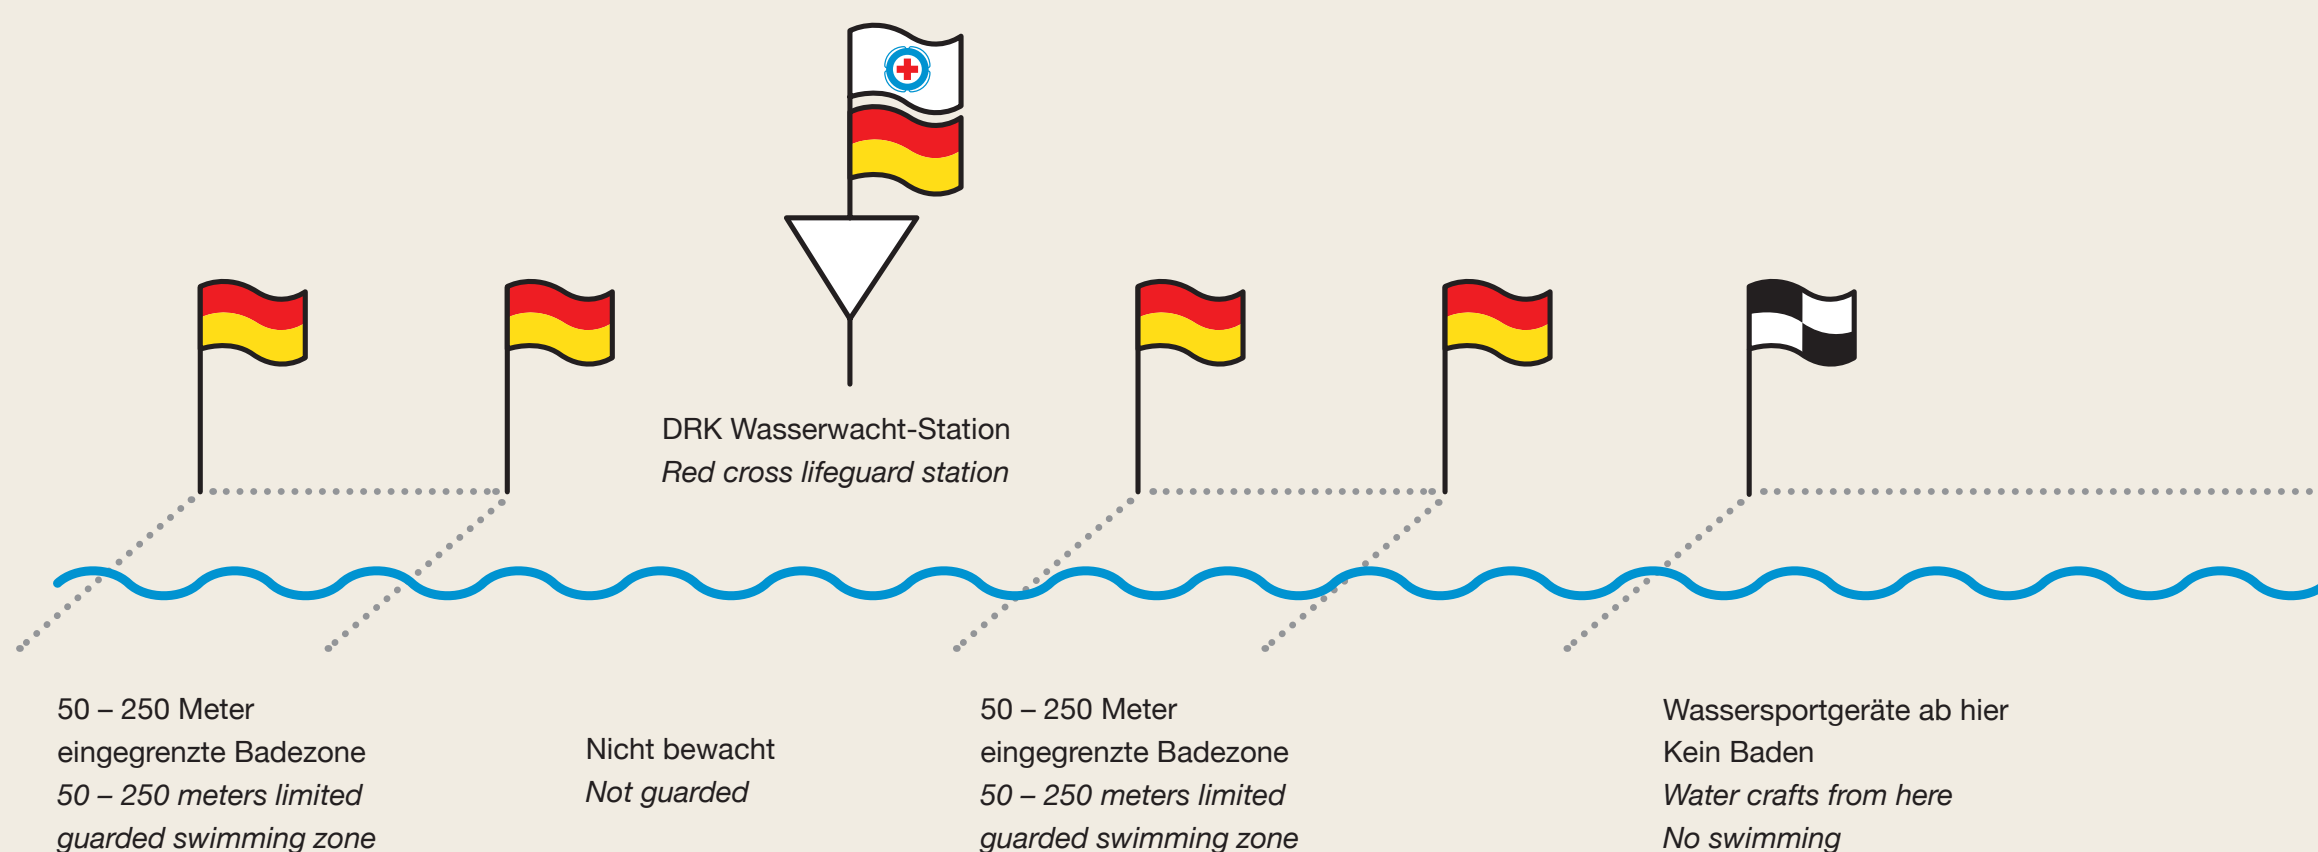 DRK Wasserwacht-Station
Red cross lifeguard station
50 – 250 Meter
eingegrenzte Badezone
50 – 250 meters limited
guarded swimming zone
Nicht bewacht
Not guarded
50 – 250 Meter
eingegrenzte Badezone
50 – 250 meters limited
guarded swimming zone
Wassersportgeräte ab hier
Kein Baden
Water crafts from here
No swimming